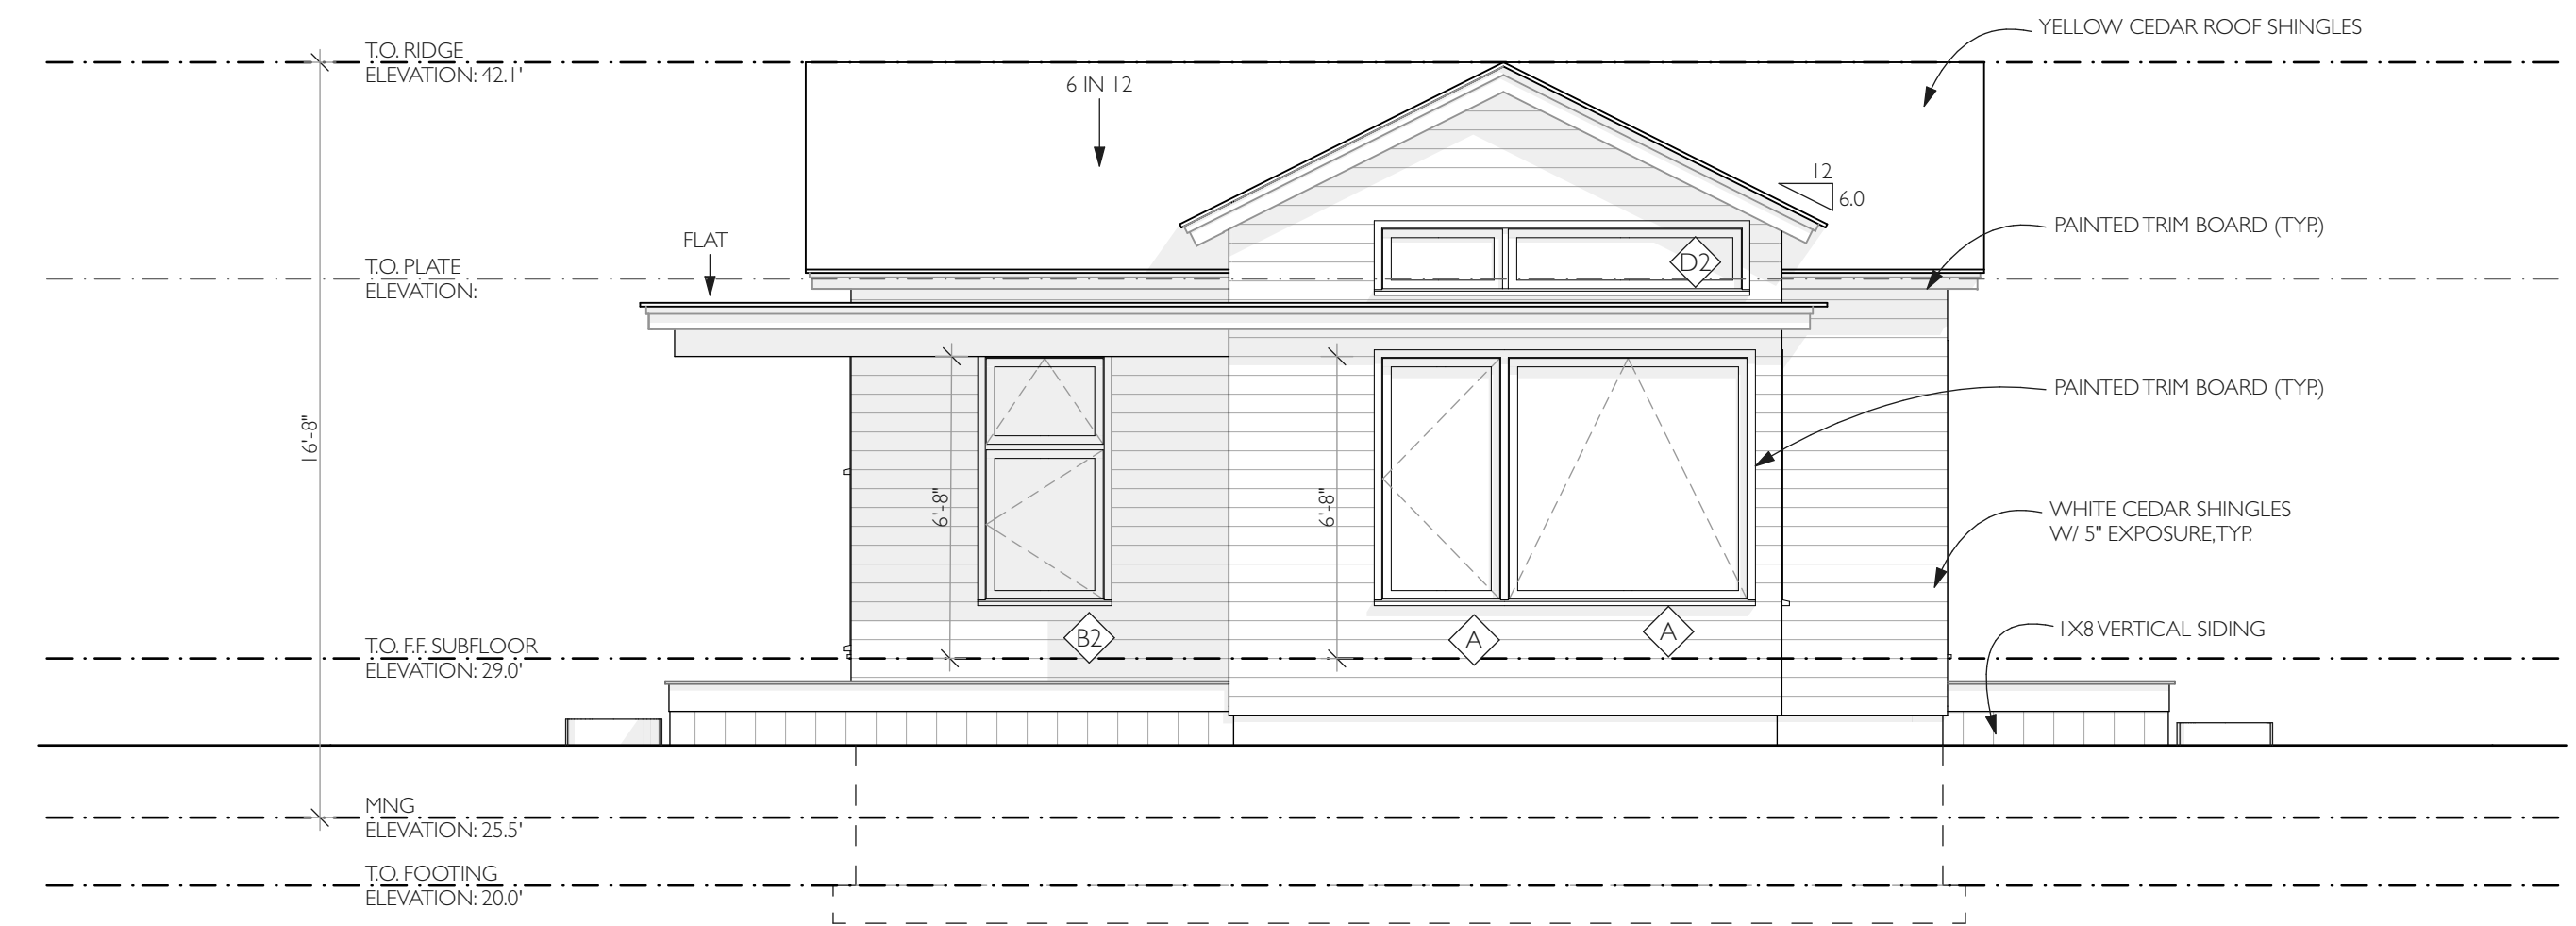 T.O. RIDGE
ELEVATION: 42.1'
YELLOW CEDAR ROOF SHINGLES
6 IN 12
12
6.0
PAINTED TRIM BOARD (TYP.)
FLAT
T.O. PLATE
ELEVATION:
D2
PAINTED TRIM BOARD (TYP.)
16'-8"
6'-8"
6'-8"
WHITE CEDAR SHINGLES
W/ 5" EXPOSURE,TYP.
B2
A
A
1X8 VERTICAL SIDING
T.O. F.F. SUBFLOOR
ELEVATION: 29.0'
MNG
ELEVATION: 25.5'
T.O. FOOTING
ELEVATION: 20.0'